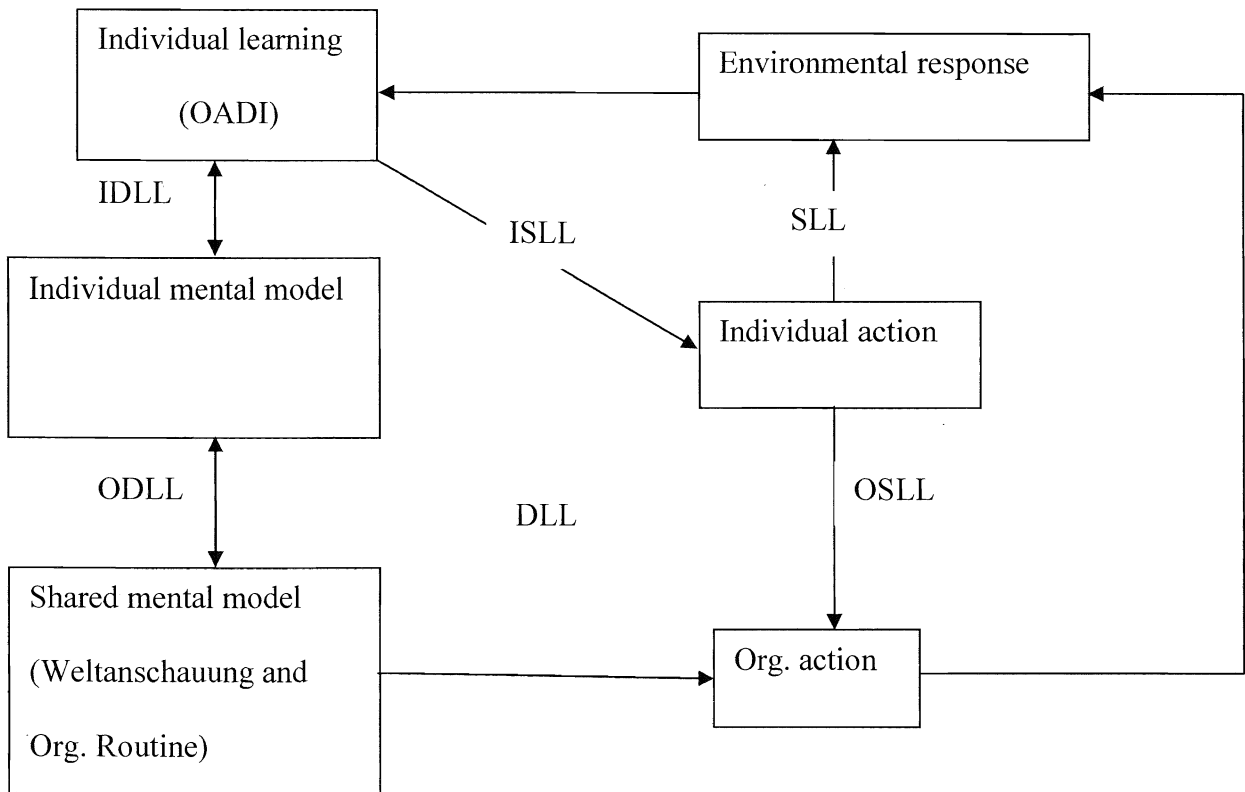 Individual learning
(OADI)
Environmental response
IDLL
ISLL
SLL
Individual mental model
Individual action
ODLL
DLL
OSLL
Shared mental model
(Weltanschauung and
Org. Routine)
Org. action